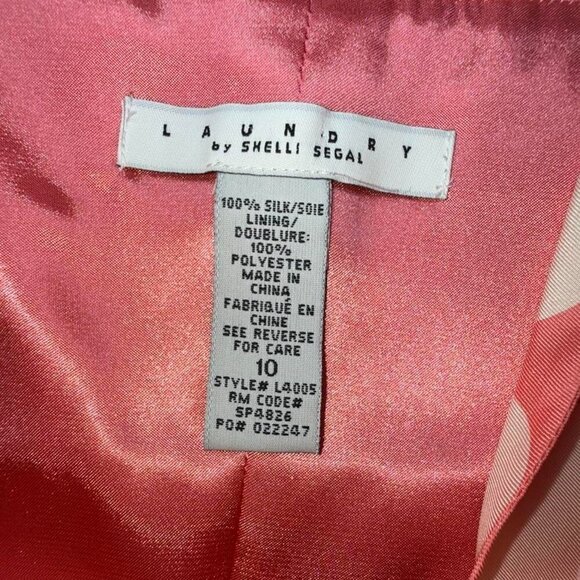 LAUNDRY
by SHELLI SEGAL
100% SILK/SOIE
LINING/
DOUBLURE:
100%
POLYESTER
MADE IN
CHINA
FABRIQUÉ EN
CHINE
SEE REVERSE
FOR CARE
10
STYLE# L4005
RM CODE#
SP4826
PO# 022247